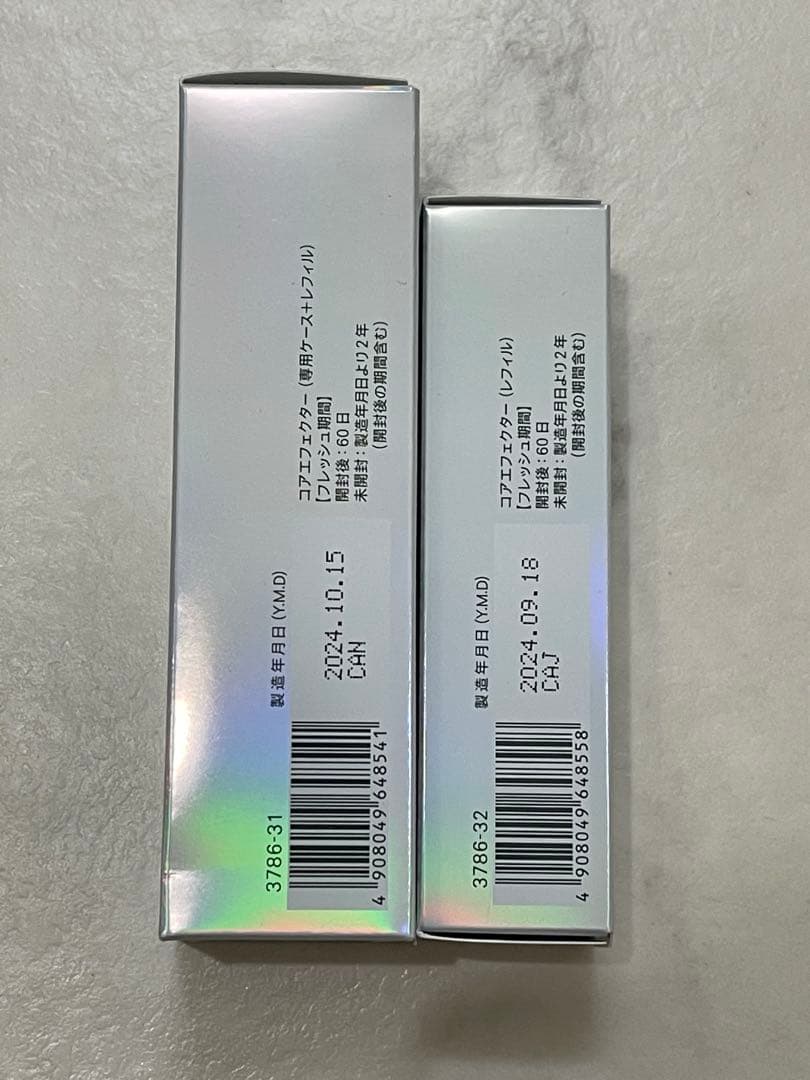 コアエフェクター (専用ケース+レフィル)
【フレッシュ期間】
開封後:60日
未開封:製造年月日より2年
(開封後の期間含む)
製造年月日 (Y.M.D)
2024.10.15
CAN
3786-31
4 908049 648541
コアエフェクター (レフィル)
【フレッシュ期間】
開封後:60日
未開封:製造年月日より2年
(開封後の期間含む)
製造年月日 (Y.M.D)
2024.09.18
CAJ
3786-32
4 908049 648558